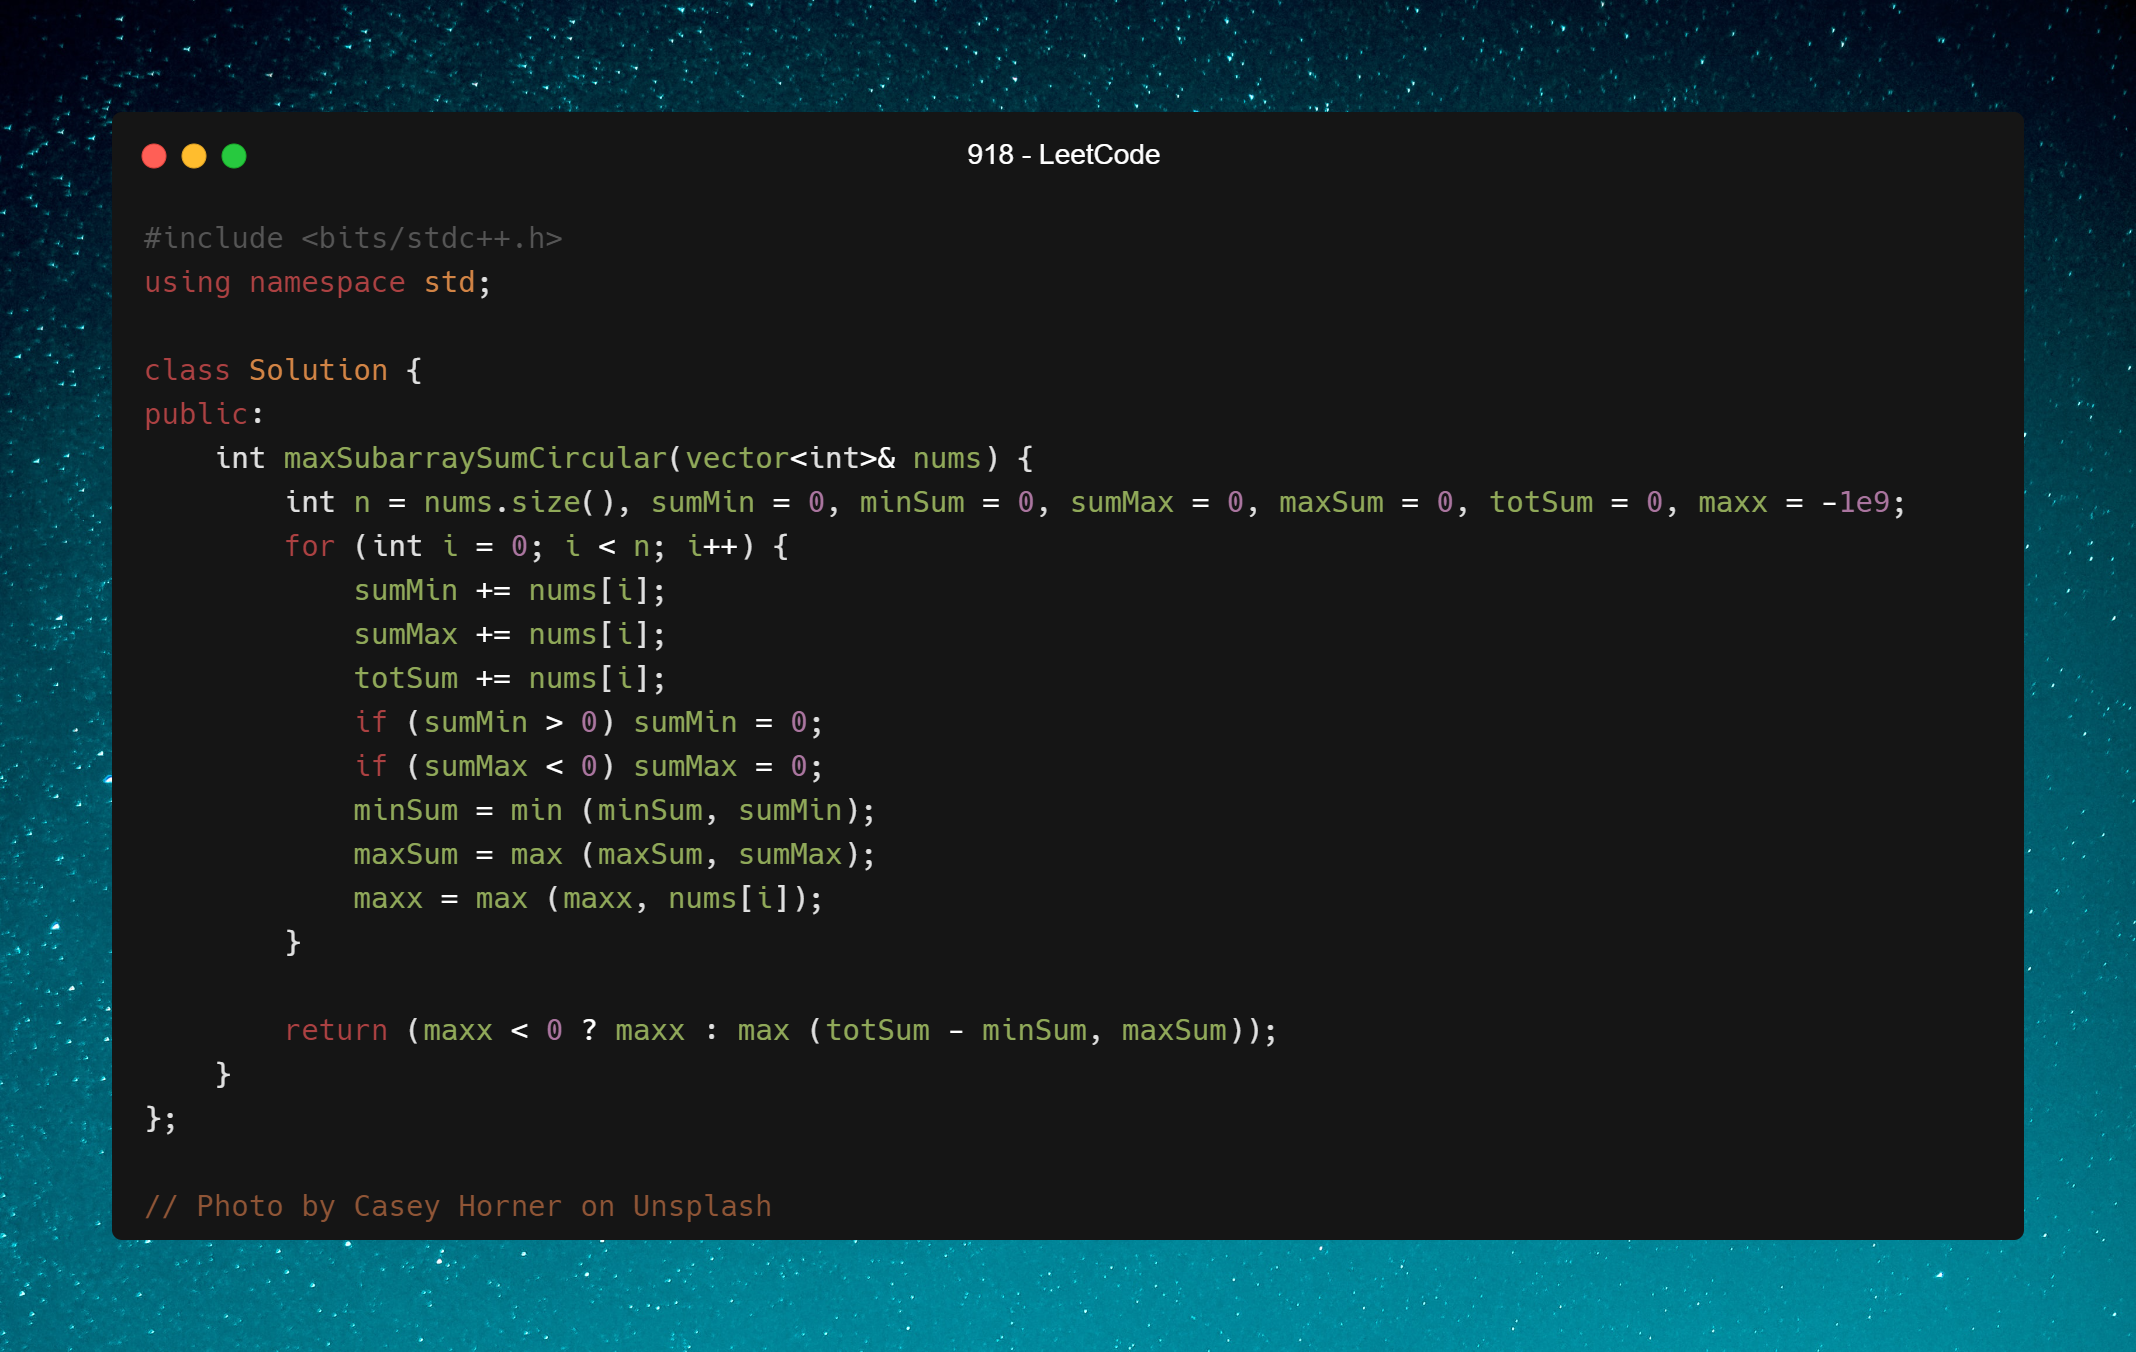 918 - LeetCode
#include <bits/stdc++.h>
using namespace std;
class Solution {
public:
    int maxSubarraySumCircular(vector<int>& nums) {
        int n = nums.size(), sumMin = 0, minSum = 0, sumMax = 0, maxSum = 0, totSum = 0, maxx = -1e9;
        for (int i = 0; i < n; i++) {
            sumMin += nums[i];
            sumMax += nums[i];
            totSum += nums[i];
            if (sumMin > 0) sumMin = 0;
            if (sumMax < 0) sumMax = 0;
            minSum = min (minSum, sumMin);
            maxSum = max (maxSum, sumMax);
            maxx = max (maxx, nums[i]);
        }
        return (maxx < 0 ? maxx : max (totSum - minSum, maxSum));
    }
};
// Photo by Casey Horner on Unsplash